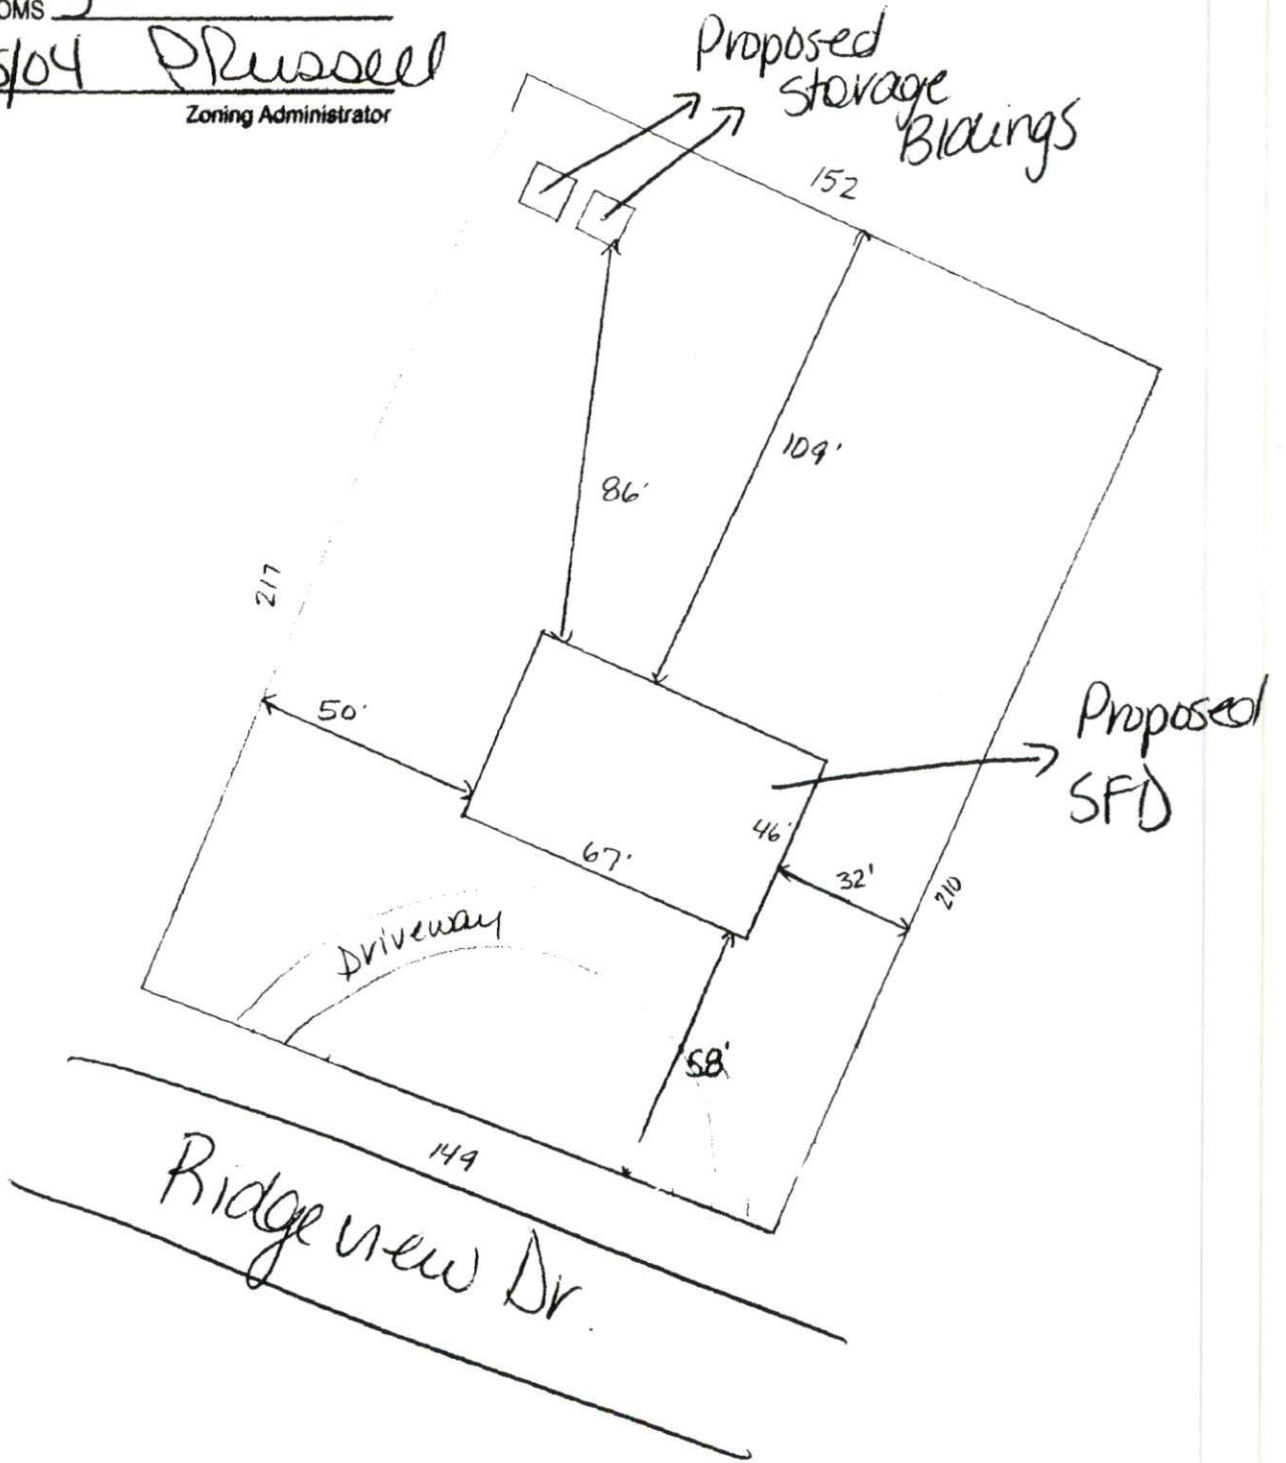 OMS
5/04 PRussell
Zoning Administrator
Proposed
Storage
Bldings
152
109'
86'
217
50'
Proposed
SFD
46'
67'
32'
210
Driveway
58'
149
Ridgeview Dr.